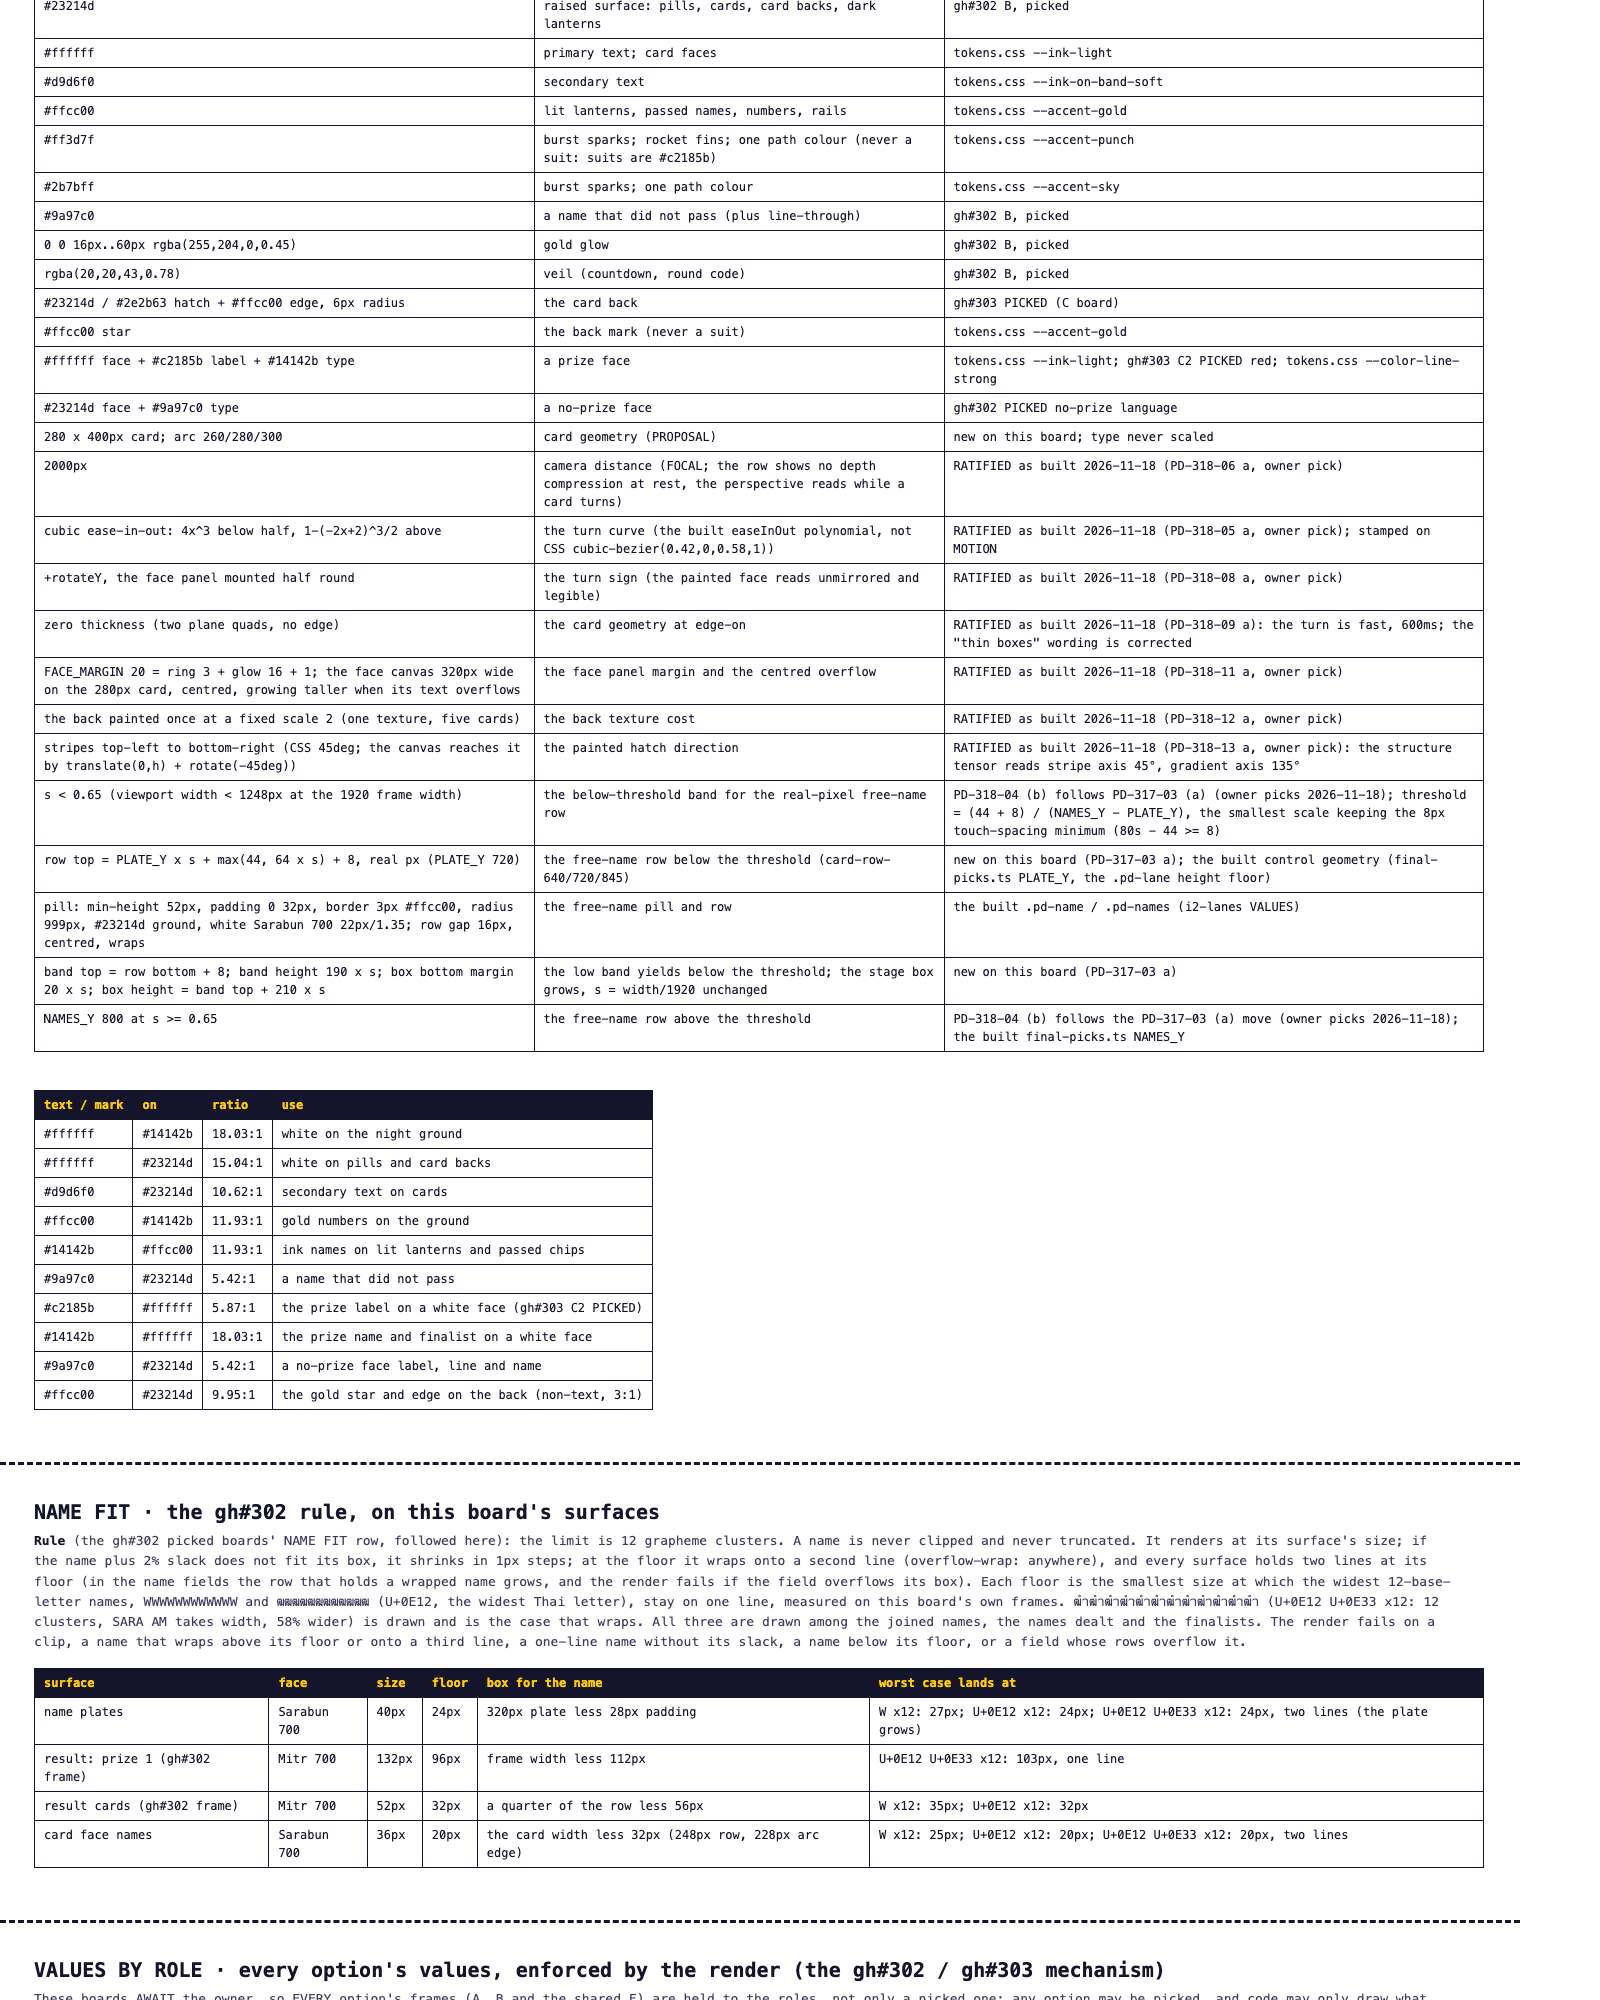 #23214d raised surface: pills, cards, card backs, dark gh#302 B, picked
lanterns
#ffffff primary text; card faces tokens.css --ink-light
#d9d6f0 secondary text tokens.css --ink-on-band-soft
#ffcc00 lit lanterns, passed names, numbers, rails tokens.css --accent-gold
#ff3d7f burst sparks; rocket fins; one path colour (never a tokens.css --accent-punch
suit: suits are #c2185b)
#2b7bff burst sparks; one path colour tokens.css --accent-sky
#9a97c0 a name that did not pass (plus line-through) gh#302 B, picked
0 0 16px..60px rgba(255,204,0,0.45) gold glow gh#302 B, picked
rgba(20,20,43,0.78) veil (countdown, round code) gh#302 B, picked
#23214d / #2e2b63 hatch + #ffcc00 edge, 6px radius the card back gh#303 PICKED (C board)
#ffcc00 star the back mark (never a suit) tokens.css --accent-gold
#ffffff face + #c2185b label + #14142b type a prize face tokens.css --ink-light; gh#303 C2 PICKED red; tokens.css --color-line-
strong
#23214d face + #9a97c0 type a no-prize face gh#302 PICKED no-prize language
280 x 400px card; arc 260/280/300 card geometry (PROPOSAL) new on this board; type never scaled
2000px camera distance (FOCAL; the row shows no depth RATIFIED as built 2026-11-18 (PD-318-06 a, owner pick)
compression at rest, the perspective reads while a
card turns)
cubic ease-in-out: 4x^3 below half, 1-(-2x+2)^3/2 above the turn curve (the built easeInOut polynomial, not RATIFIED as built 2026-11-18 (PD-318-05 a, owner pick); stamped on
CSS cubic-bezier(0.42,0,0.58,1)) MOTION
+rotateY, the face panel mounted half round the turn sign (the painted face reads unmirrored and RATIFIED as built 2026-11-18 (PD-318-08 a, owner pick)
legible)
zero thickness (two plane quads, no edge) the card geometry at edge-on RATIFIED as built 2026-11-18 (PD-318-09 a): the turn is fast, 600ms; the
"thin boxes" wording is corrected
FACE_MARGIN 20 = ring 3 + glow 16 + 1; the face canvas 320px wide the face panel margin and the centred overflow RATIFIED as built 2026-11-18 (PD-318-11 a, owner pick)
on the 280px card, centred, growing taller when its text overflows
the back painted once at a fixed scale 2 (one texture, five cards) the back texture cost RATIFIED as built 2026-11-18 (PD-318-12 a, owner pick)
stripes top-left to bottom-right (CSS 45deg; the canvas reaches it the painted hatch direction RATIFIED as built 2026-11-18 (PD-318-13 a, owner pick): the structure
by translate(0,h) + rotate(-45deg)) tensor reads stripe axis 45°, gradient axis 135°
s < 0.65 (viewport width < 1248px at the 1920 frame width) the below-threshold band for the real-pixel free-name PD-318-04 (b) follows PD-317-03 (a) (owner picks 2026-11-18); threshold
row = (44 + 8) / (NAMES_Y - PLATE_Y), the smallest scale keeping the 8px
touch-spacing minimum (80s - 44 >= 8)
row top = PLATE_Y x s + max(44, 64 x s) + 8, real px (PLATE_Y 720) the free-name row below the threshold (card-row- new on this board (PD-317-03 a); the built control geometry (final-
640/720/845) picks.ts PLATE_Y, the .pd-lane height floor)
pill: min-height 52px, padding 0 32px, border 3px #ffcc00, radius the free-name pill and row the built .pd-name / .pd-names (i2-lanes VALUES)
999px, #23214d ground, white Sarabun 700 22px/1.35; row gap 16px,
centred, wraps
band top = row bottom + 8; band height 190 x s; box bottom margin the low band yields below the threshold; the stage box new on this board (PD-317-03 a)
20 x s; box height = band top + 210 x s grows, s = width/1920 unchanged
NAMES_Y 800 at s >= 0.65 the free-name row above the threshold PD-318-04 (b) follows the PD-317-03 (a) move (owner picks 2026-11-18);
the built final-picks.ts NAMES_Y
text / mark on ratio use
#ffffff #14142b 18.03:1 white on the night ground
#ffffff #23214d 15.04:1 white on pills and card backs
#d9d6f0 #23214d 10.62:1 secondary text on cards
#ffcc00 #14142b 11.93:1 gold numbers on the ground
#14142b #ffcc00 11.93:1 ink names on lit lanterns and passed chips
#9a97c0 #23214d 5.42:1 a name that did not pass
#c2185b #ffffff 5.87:1 the prize label on a white face (gh#303 C2 PICKED)
#14142b #ffffff 18.03:1 the prize name and finalist on a white face
#9a97c0 #23214d 5.42:1 a no-prize face label, line and name
#ffcc00 #23214d 9.95:1 the gold star and edge on the back (non-text, 3:1)
NAME FIT · the gh#302 rule, on this board's surfaces
Rule (the gh#302 picked boards' NAME FIT row, followed here): the limit is 12 grapheme clusters. A name is never clipped and never truncated. It renders at its surface's size; if
the name plus 2% slack does not fit its box, it shrinks in 1px steps; at the floor it wraps onto a second line (overflow-wrap: anywhere), and every surface holds two lines at its
floor (in the name fields the row that holds a wrapped name grows, and the render fails if the field overflows its box). Each floor is the smallest size at which the widest 12-base-
letter names, WWWWWWWWWWWW and ฒฒฒฒฒฒฒฒฒฒฒฒ (U+0E12, the widest Thai letter), stay on one line, measured on this board's own frames. ฒำฒำฒำฒำฒำฒำฒำฒำฒำฒำฒำฒำ (U+0E12 U+0E33 x12: 12
clusters, SARA AM takes width, 58% wider) is drawn and is the case that wraps. All three are drawn among the joined names, the names dealt and the finalists. The render fails on a
clip, a name that wraps above its floor or onto a third line, a one-line name without its slack, a name below its floor, or a field whose rows overflow it.
surface face size floor box for the name worst case lands at
name plates Sarabun 40px 24px 320px plate less 28px padding W x12: 27px; U+0E12 x12: 24px; U+0E12 U+0E33 x12: 24px, two lines (the plate
700 grows)
result: prize 1 (gh#302 Mitr 700 132px 96px frame width less 112px U+0E12 U+0E33 x12: 103px, one line
frame)
result cards (gh#302 frame) Mitr 700 52px 32px a quarter of the row less 56px W x12: 35px; U+0E12 x12: 32px
card face names Sarabun 36px 20px the card width less 32px (248px row, 228px arc W x12: 25px; U+0E12 x12: 20px; U+0E12 U+0E33 x12: 20px, two lines
700 edge)
VALUES BY ROLE · every option's values, enforced by the render (the gh#302 / gh#303 mechanism)
These boards AWAIT the owner, so EVERY option's frames (A, B and the shared F) are held to the roles, not only a picked one: any option may be picked, and code may only draw what